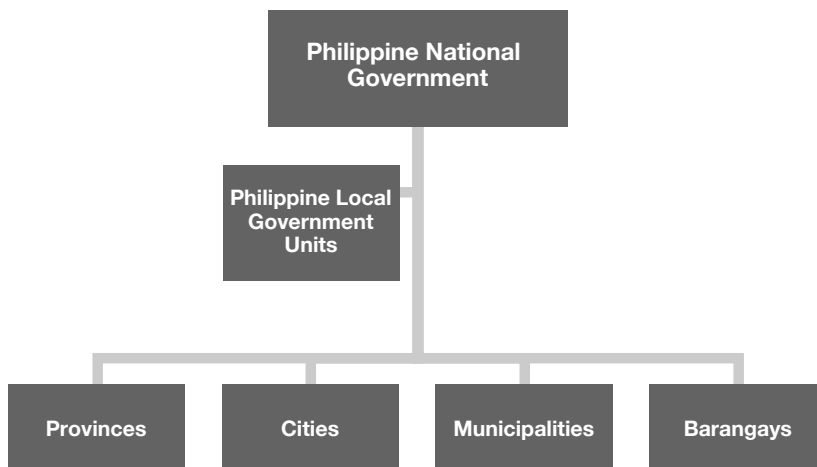 Philippine National
Government
Philippine Local
Government
Units
Provinces
Cities
Municipalities
Barangays